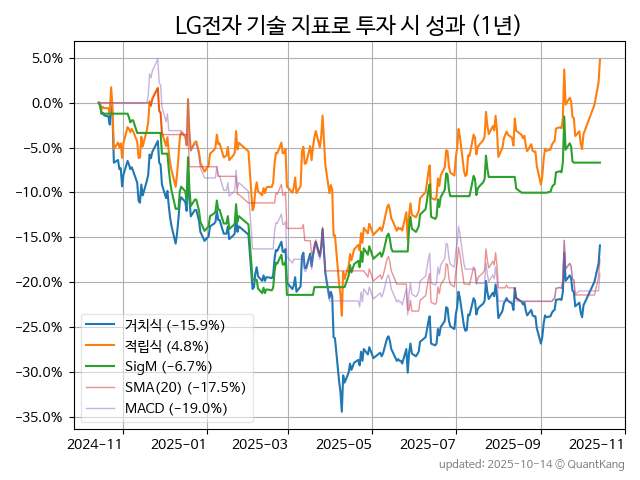 LG전자 기술 지표로 투자 시 성과 (1년)
5.0%
0.0%
−5.0%
−10.0%
−15.0%
−20.0%
−25.0%
−30.0%
−35.0%
거치식 (−15.9%)
적립식 (4.8%)
SigM (−6.7%)
SMA(20) (−17.5%)
MACD (−19.0%)
2024−11 2025−01 2025−03 2025−05 2025−07 2025−09 2025−11
updated: 2025-10-14 © QuantKang